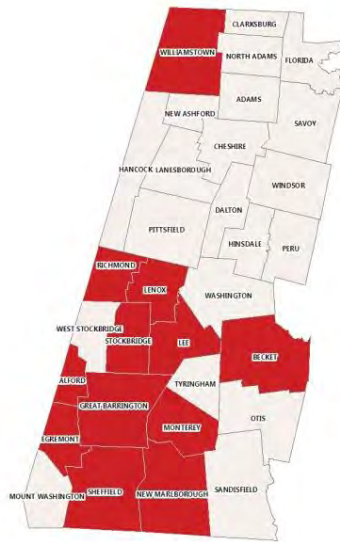 CLARKSBURG
WILLIAMSTOWN
NORTH ADAMS
FLORIDA
ADAMS
NEW ASHFORD
SAVOY
CHESHIRE
HANCOCK
LANESBOROUGH
WINDSOR
DALTON
PITTSFIELD
HINSDALE
PERU
RICHMOND
LENOX
WASHINGTON
WEST STOCKBRIDGE
STOCKBRIDGE
LEE
BECKET
ALFORD
TYRINGHAM
GREAT BARRINGTON
OTIS
MONTEREY
EGREMONT
MOUNT WASHINGTON
SHEFFIELD
NEW MARLBOROUGH
SANDISFIELD